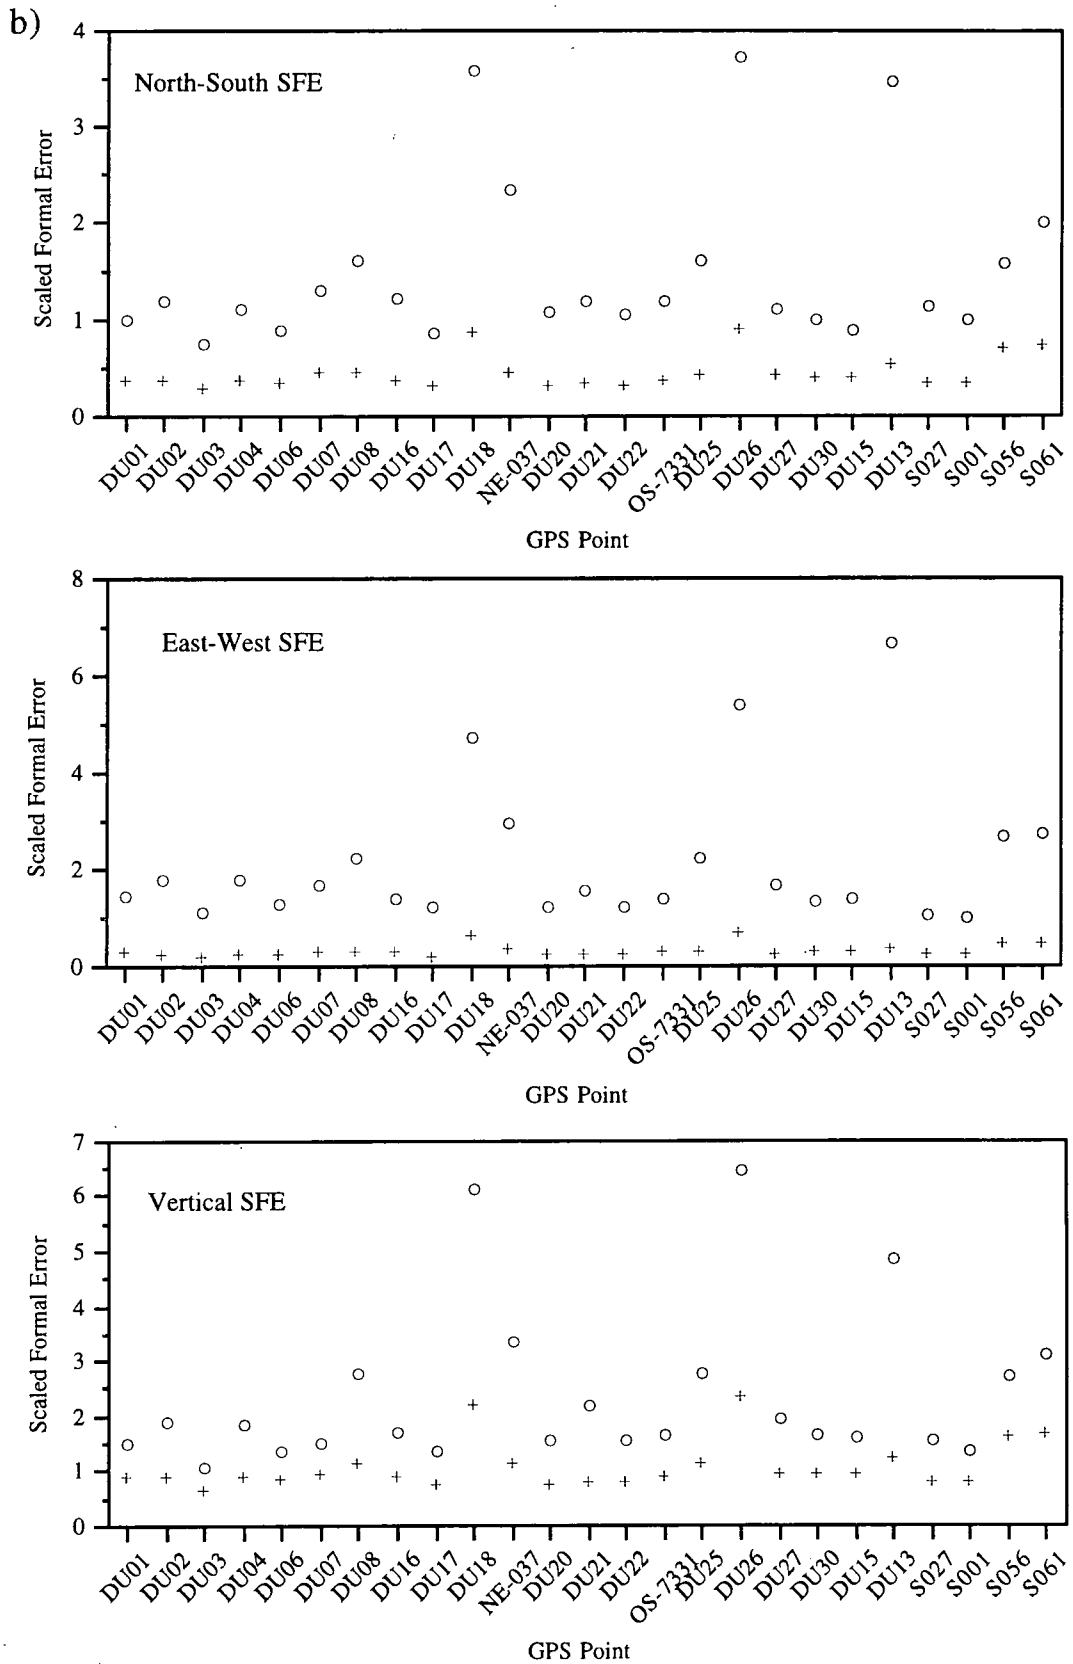 b)
North-South SFE
Scaled Formal Error
4
3
2
1
0
DU01 DU02 DU03 DU04 DU06 DU07 DU08 DU16 DU17 DU18 NE-037 DU20 DU21 DU22 OS-7331 DU25 DU26 DU27 DU30 DU15 DU13 S027 S001 S056 S061
GPS Point
East-West SFE
Scaled Formal Error
8
6
4
2
0
DU01 DU02 DU03 DU04 DU06 DU07 DU08 DU16 DU17 DU18 NE-037 DU20 DU21 DU22 OS-7331 DU25 DU26 DU27 DU30 DU15 DU13 S027 S001 S056 S061
GPS Point
Vertical SFE
Scaled Formal Error
7
6
5
4
3
2
1
0
DU01 DU02 DU03 DU04 DU06 DU07 DU08 DU16 DU17 DU18 NE-037 DU20 DU21 DU22 OS-7331 DU25 DU26 DU27 DU30 DU15 DU13 S027 S001 S056 S061
GPS Point